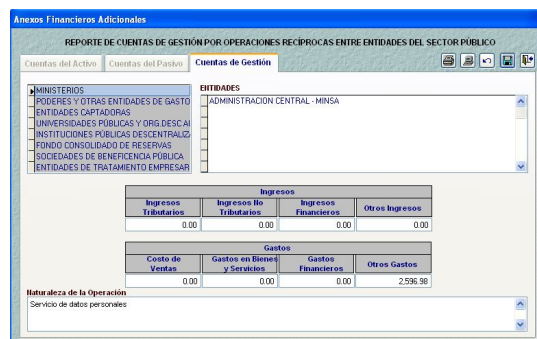 Anexos Financieros Adicionales
REPORTE DE CUENTAS DE GESTIÓN POR OPERACIONES RECÍPROCAS ENTRE ENTIDADES DEL SECTOR PÚBLICO
Cuentas del Activo Cuentas del Pasivo Cuentas de Gestión
MINISTERIOS
PODERES Y OTRAS ENTIDADES DE GASTO
ENTIDADES CAPTADORAS
UNIVERSIDADES PÚBLICAS Y ORG.DESC.AI
INSTITUCIONES PÚBLICAS DESCENTRALIZ
FONDO CONSOLIDADO DE RESERVAS
SOCIEDADES DE BENEFICENCIA PÚBLICA
ENTIDADES DE TRATAMIENTO EMPRESAR
ENTIDADES
ADMINISTRACION CENTRAL - MINSA
Ingresos
Ingresos Tributarios Ingresos No Tributarios Ingresos Financieros Otros Ingresos
0.00 0.00 0.00 0.00
Gastos
Costo de Ventas Gastos en Bienes y Servicios Gastos Financieros Otros Gastos
0.00 0.00 0.00 2,596.98
Naturaleza de la Operación
Servicio de datos personales